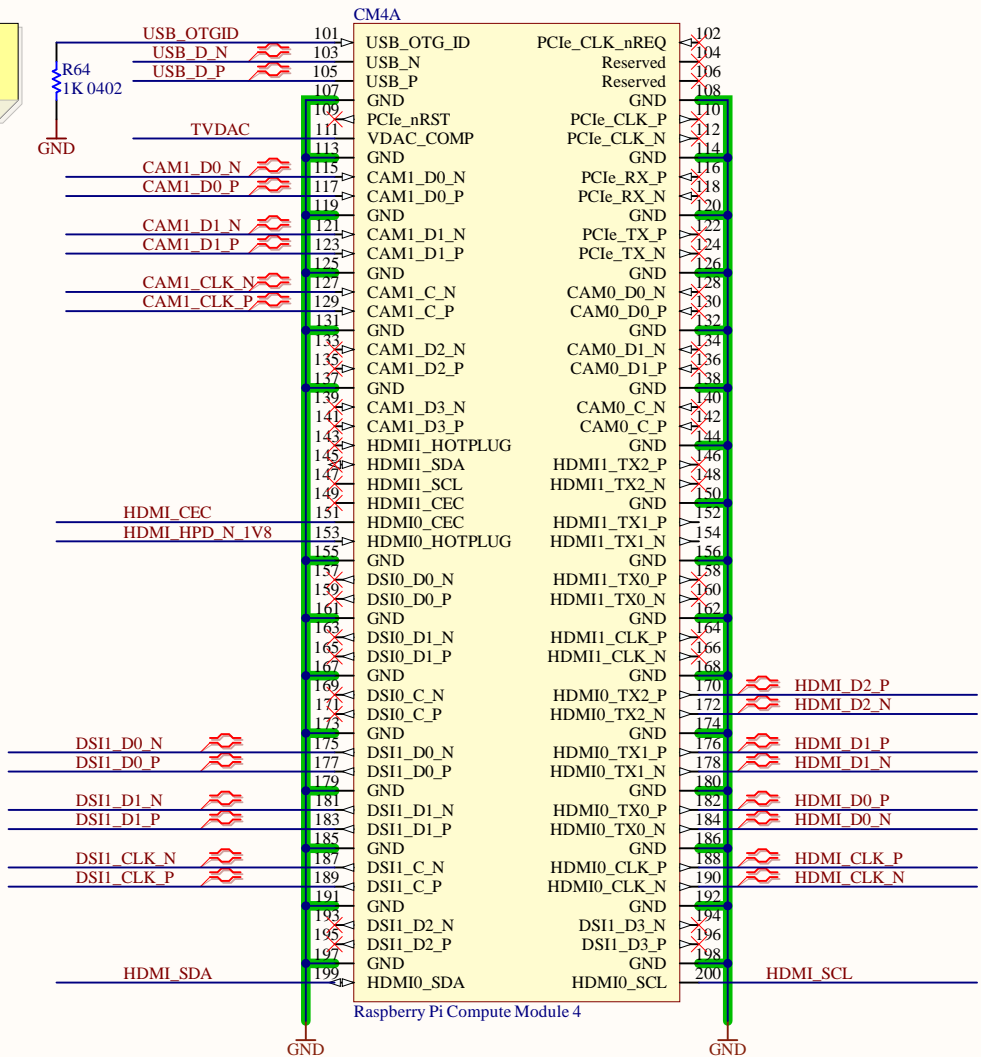 CM4A
USB_OTGID 101 USB_OTG_ID PCIe_CLK_nREQ 102
USB_D_N 103 USB_N Reserved 104
USB_D_P 105 USB_P Reserved 106
R64
1K 0402
GND
107 GND GND 108
109 PCIe_nRST PCIe_CLK_P 110
TVDAC 111 VDAC_COMP PCIe_CLK_N 112
113 GND GND 114
CAM1_D0_N 115 CAM1_D0_N PCIe_RX_P 116
CAM1_D0_P 117 CAM1_D0_P PCIe_RX_N 118
119 GND GND 120
CAM1_D1_N 121 CAM1_D1_N PCIe_TX_P 122
CAM1_D1_P 123 CAM1_D1_P PCIe_TX_N 124
125 GND GND 126
CAM1_CLK_N 127 CAM1_C_N CAM0_D0_N 128
CAM1_CLK_P 129 CAM1_C_P CAM0_D0_P 130
131 GND GND 132
133 CAM1_D2_N CAM0_D1_N 134
135 CAM1_D2_P CAM0_D1_P 136
137 GND GND 138
139 CAM1_D3_N CAM0_C_N 140
141 CAM1_D3_P CAM0_C_P 142
143 HDMI1_HOTPLUG GND 144
145 HDMI1_SDA HDMI1_TX2_P 146
147 HDMI1_SCL HDMI1_TX2_N 148
149 HDMI1_CEC GND 150
HDMI_CEC 151 HDMI0_CEC HDMI1_TX1_P 152
HDMI_HPD_N_1V8 153 HDMI0_HOTPLUG HDMI1_TX1_N 154
155 GND GND 156
157 DSI0_D0_N HDMI1_TX0_P 158
159 DSI0_D0_P HDMI1_TX0_N 160
161 GND GND 162
163 DSI0_D1_N HDMI1_CLK_P 164
165 DSI0_D1_P HDMI1_CLK_N 166
167 GND GND 168
169 DSI0_C_N HDMI0_TX2_P 170 HDMI_D2_P
171 DSI0_C_P HDMI0_TX2_N 172 HDMI_D2_N
173 GND GND 174
DSI1_D0_N 175 DSI1_D0_N HDMI0_TX1_P 176 HDMI_D1_P
DSI1_D0_P 177 DSI1_D0_P HDMI0_TX1_N 178 HDMI_D1_N
179 GND GND 180
DSI1_D1_N 181 DSI1_D1_N HDMI0_TX0_P 182 HDMI_D0_P
DSI1_D1_P 183 DSI1_D1_P HDMI0_TX0_N 184 HDMI_D0_N
185 GND GND 186
DSI1_CLK_N 187 DSI1_C_N HDMI0_CLK_P 188 HDMI_CLK_P
DSI1_CLK_P 189 DSI1_C_P HDMI0_CLK_N 190 HDMI_CLK_N
191 GND GND 192
193 DSI1_D2_N DSI1_D3_N 194
195 DSI1_D2_P DSI1_D3_P 196
197 GND GND 198
HDMI_SDA 199 HDMI0_SDA HDMI0_SCL 200 HDMI_SCL
Raspberry Pi Compute Module 4
GND GND